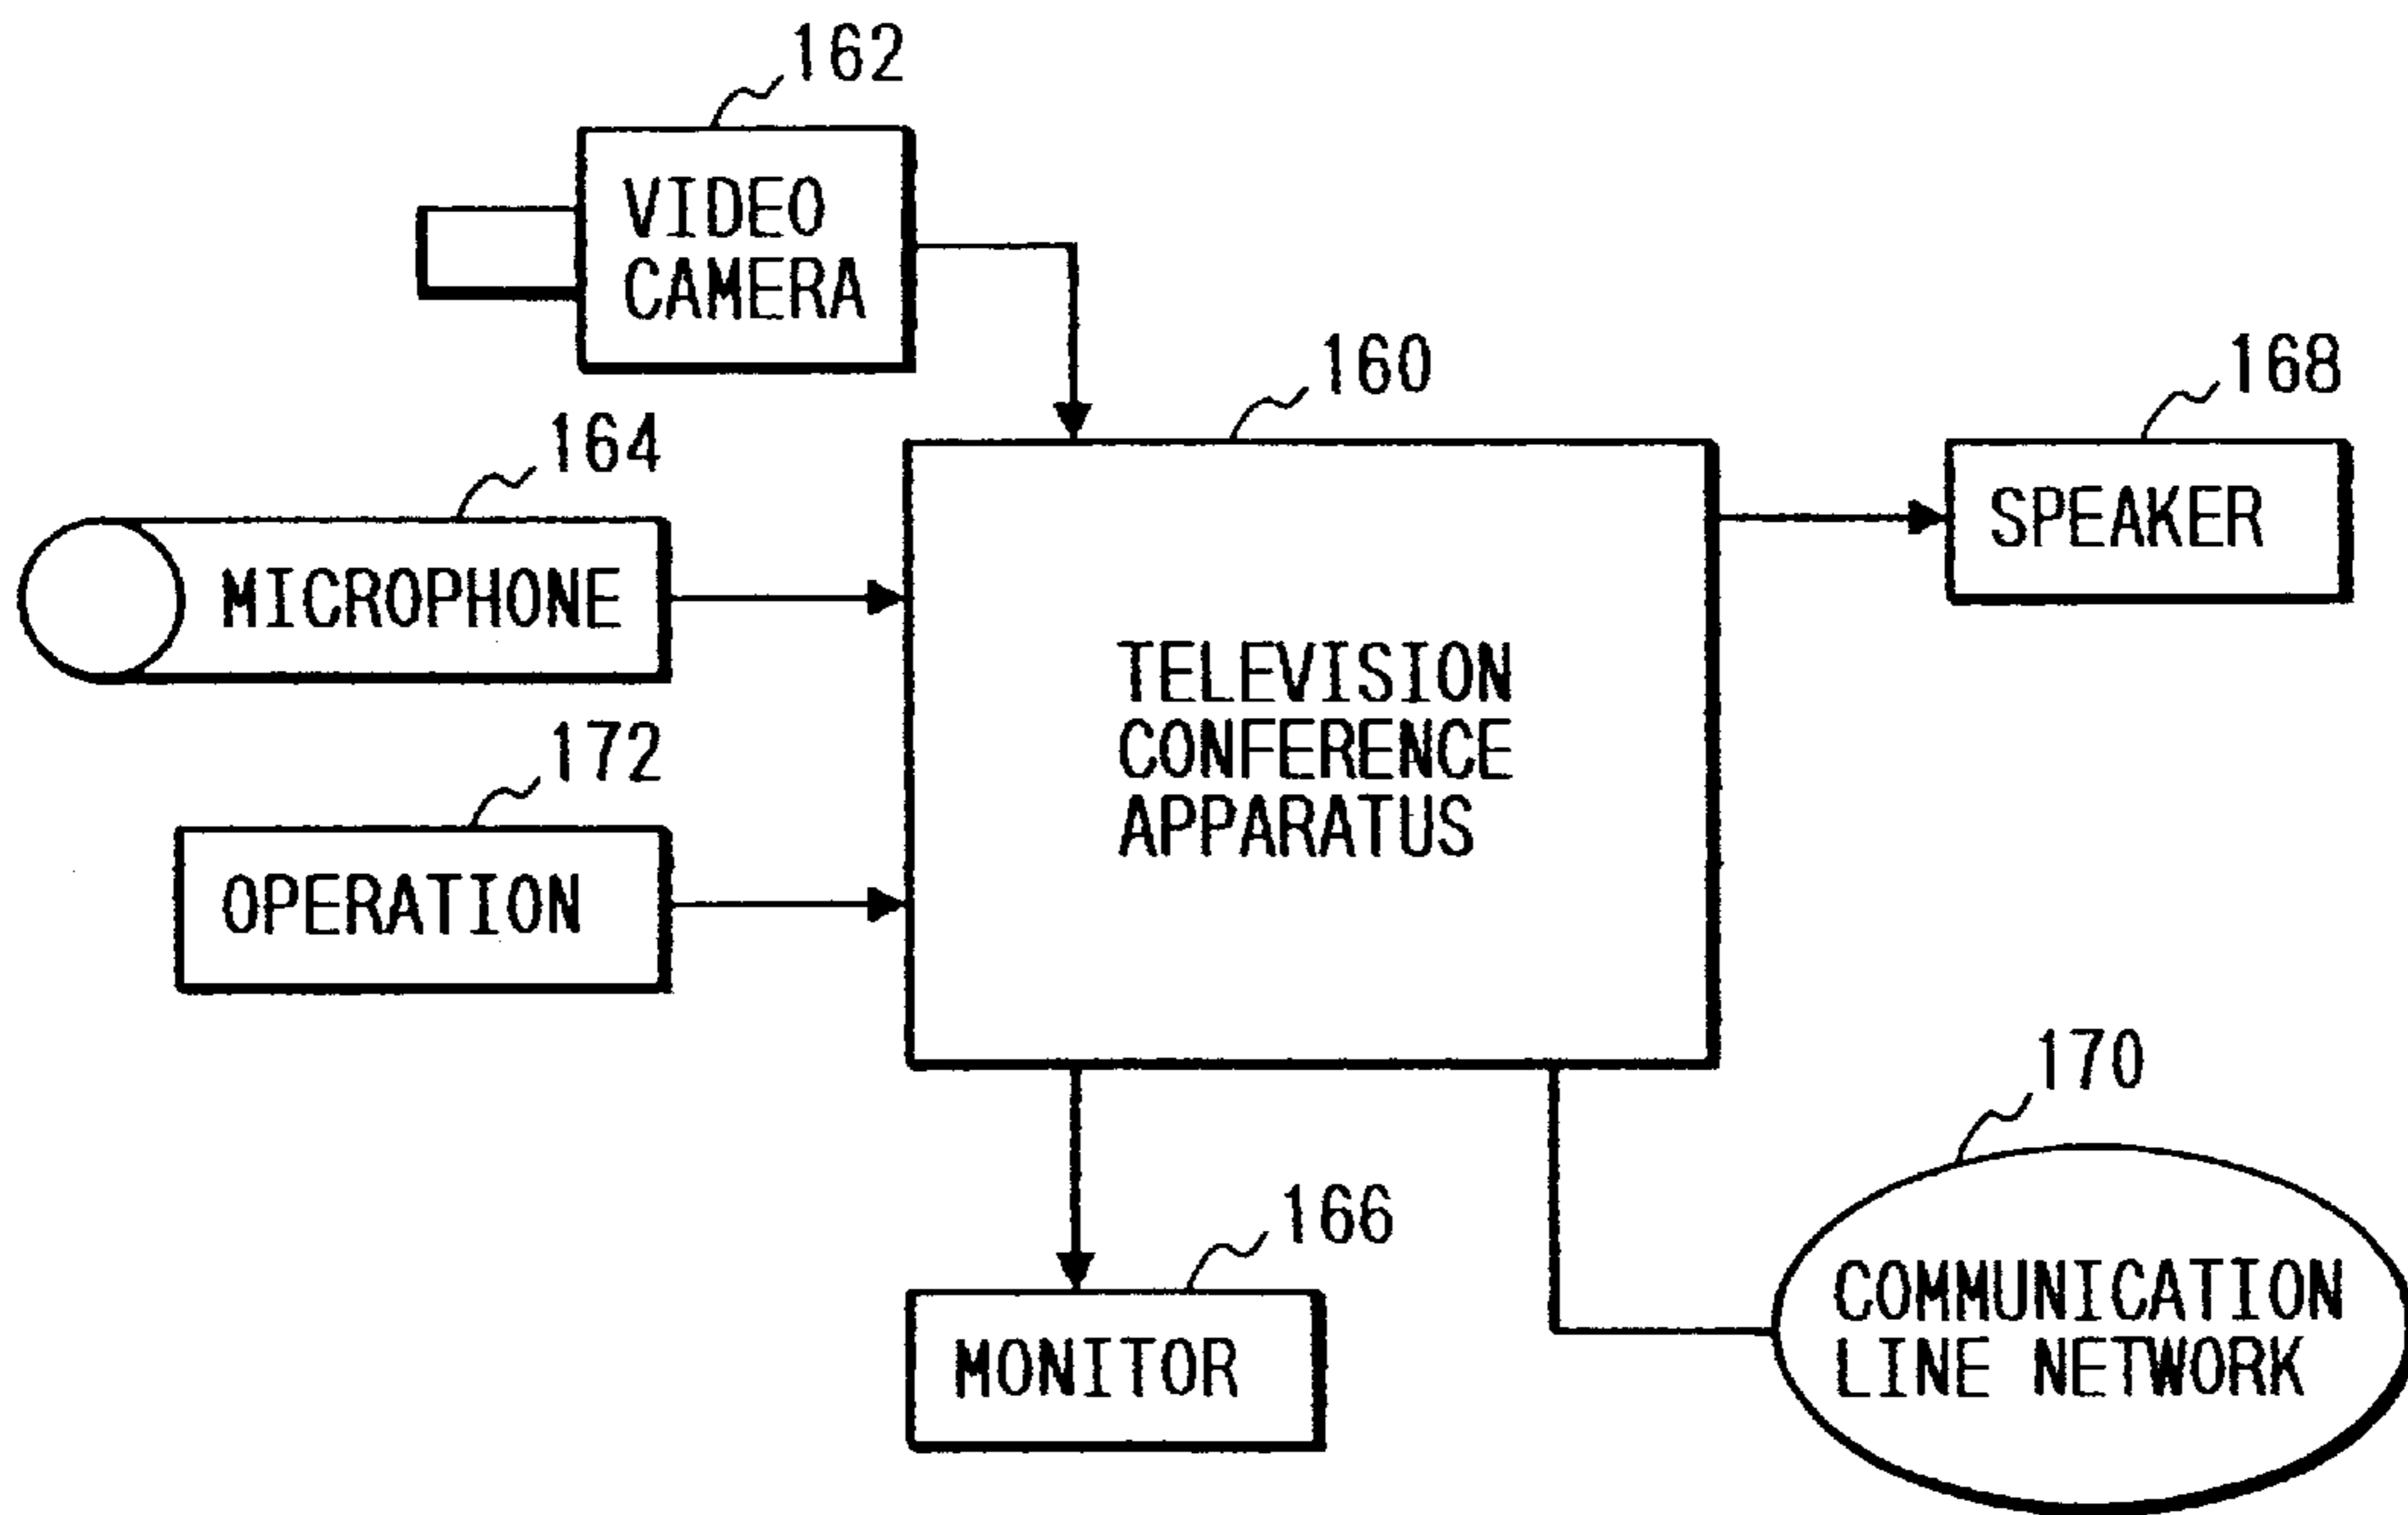 162
VIDEO
CAMERA
160
168
164
SPEAKER
MICROPHONE
TELEVISION
CONFERENCE
APPARATUS
172
OPERATION
170
166
COMMUNICATION
LINE NETWORK
MONITOR